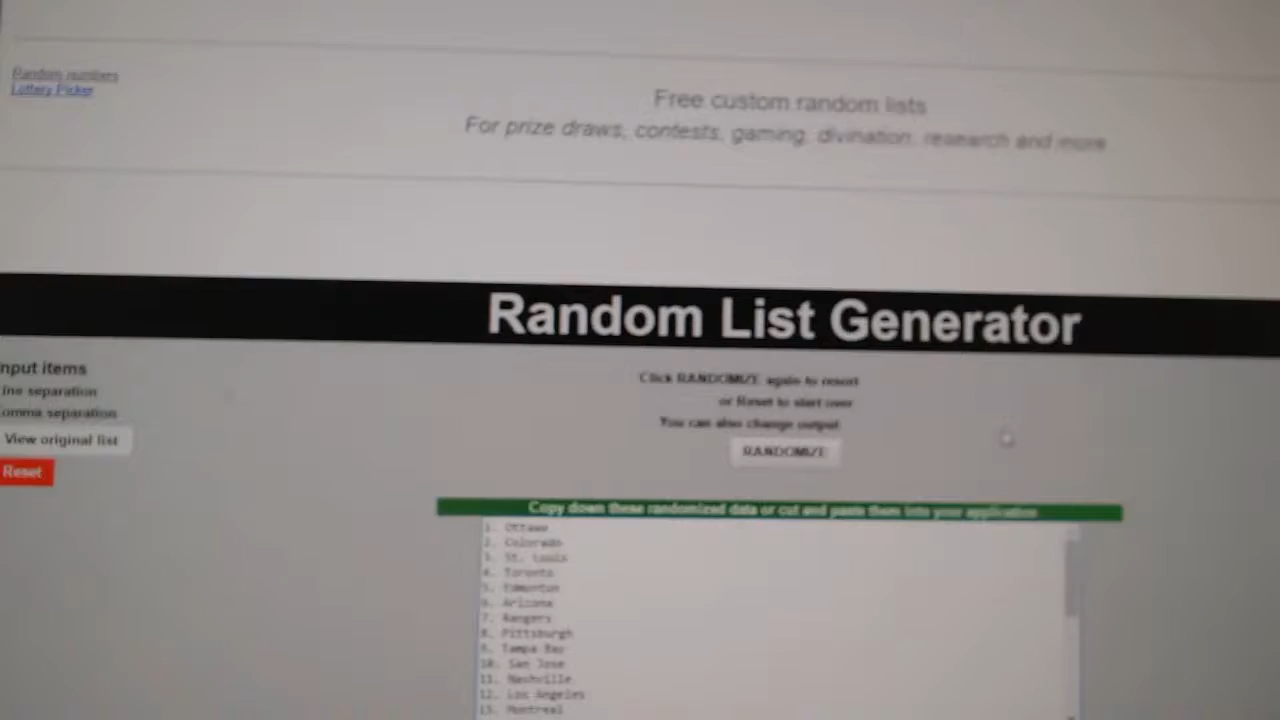 Random numbers
Lottery Picker
Free custom random lists
For prize draws, contests, gaming, divination, research and more
Random List Generator
nput items
ine separation
omma separation
View original list
Reset
Click RANDOMIZE again to resort
or Reset to start over
You can also change output
RANDOMIZE
Copy down these randomized data or cut and paste them into your application
1. Ottawa
2. Colorado
3. St. Louis
4. Toronto
5. Edmonton
6. Arizona
7. Rangers
8. Pittsburgh
9. Tampa Bay
10. San Jose
11. Nashville
12. Los Angeles
13. Montreal